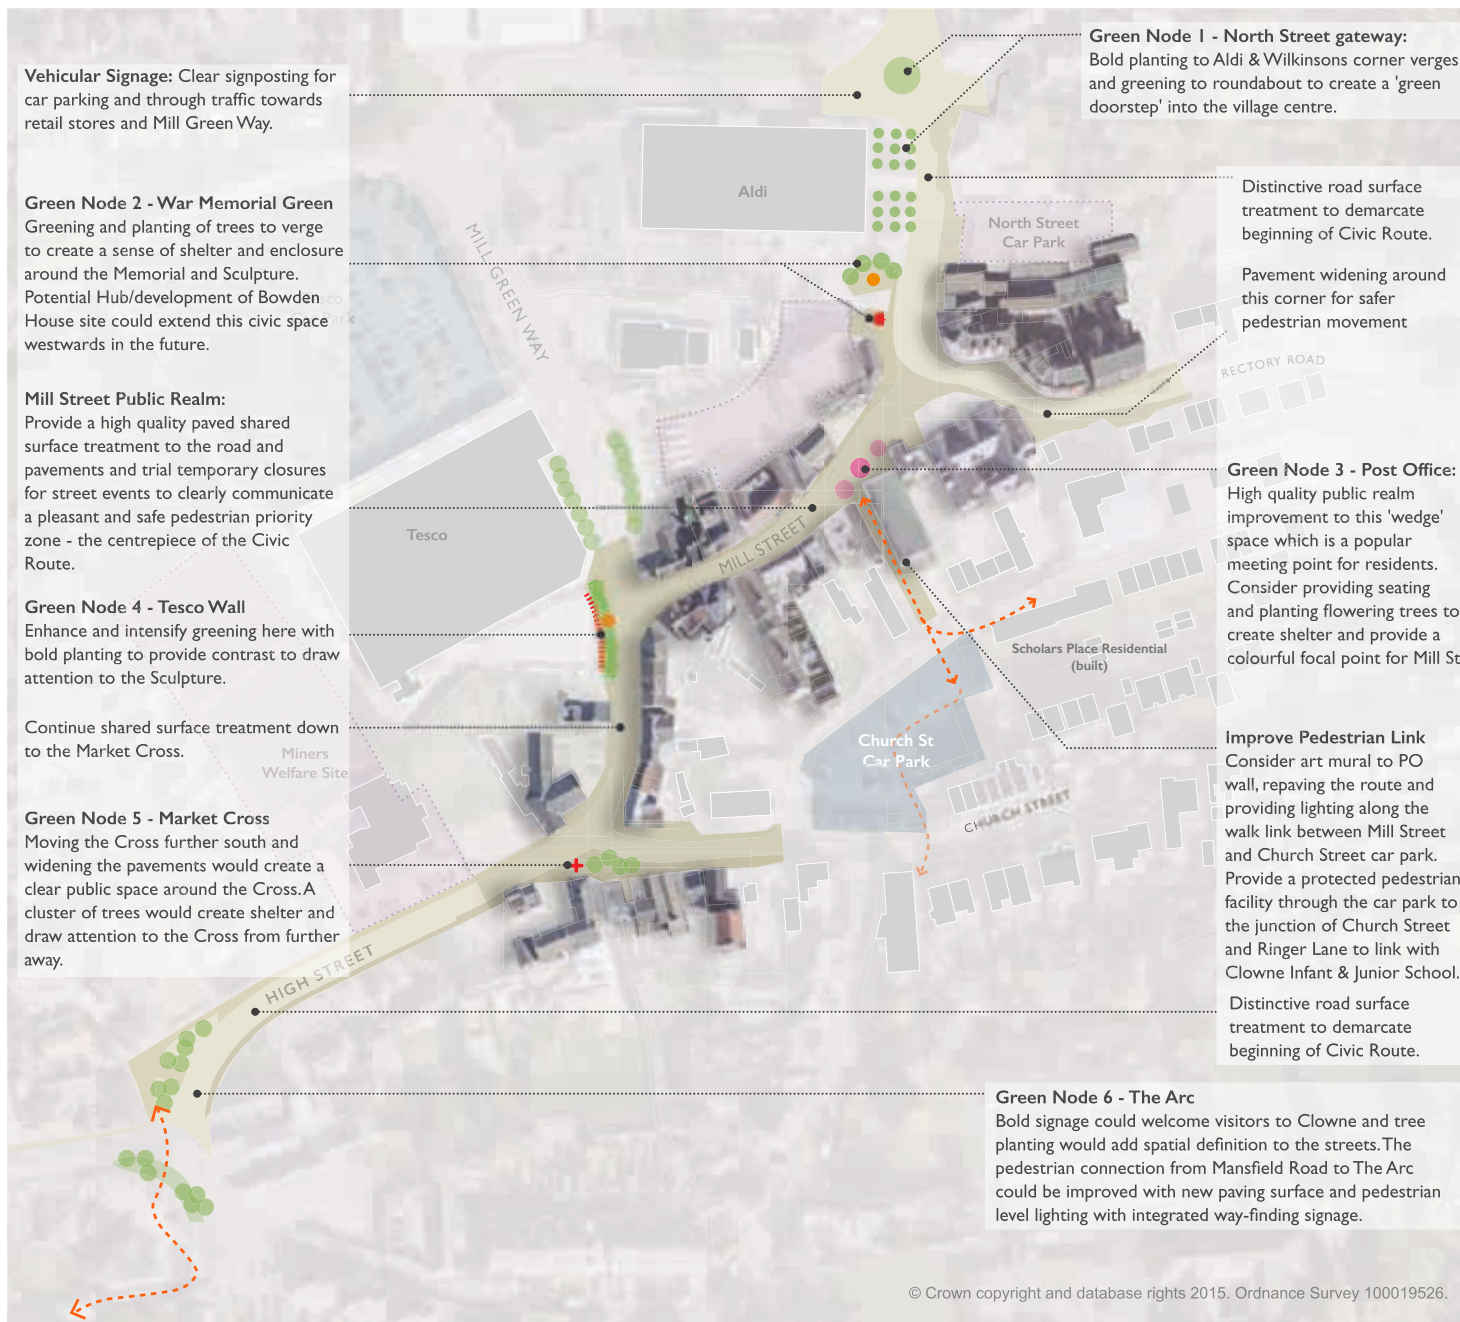 Vehicular Signage: Clear signposting for
car parking and through traffic towards
retail stores and Mill Green Way.
Green Node 2 - War Memorial Green
Greening and planting of trees to verge
to create a sense of shelter and enclosure
around the Memorial and Sculpture.
Potential Hub/development of Bowden
House site could extend this civic space
westwards in the future.
Mill Street Public Realm:
Provide a high quality paved shared
surface treatment to the road and
pavements and trial temporary closures
for street events to clearly communicate
a pleasant and safe pedestrian priority
zone - the centrepiece of the Civic
Route.
Green Node 4 - Tesco Wall
Enhance and intensify greening here with
bold planting to provide contrast to draw
attention to the Sculpture.
Continue shared surface treatment down
to the Market Cross.
Green Node 5 - Market Cross
Moving the Cross further south and
widening the pavements would create a
clear public space around the Cross. A
cluster of trees would create shelter and
draw attention to the Cross from further
away.
Tesco
Car Park
MILL GREEN WAY
Aldi
North Street
Car Park
Tesco
MILL STREET
RECTORY ROAD
Scholars Place Residential
(built)
Church St
Car Park
CHURCH STREET
Miners
Welfare Site
HIGH STREET
Green Node 1 - North Street gateway:
Bold planting to Aldi & Wilkinsons corner verges
and greening to roundabout to create a 'green
doorstep' into the village centre.
Distinctive road surface
treatment to demarcate
beginning of Civic Route.
Pavement widening around
this corner for safer
pedestrian movement
Green Node 3 - Post Office:
High quality public realm
improvement to this 'wedge'
space which is a popular
meeting point for residents.
Consider providing seating
and planting flowering trees to
create shelter and provide a
colourful focal point for Mill St
Improve Pedestrian Link
Consider art mural to PO
wall, repaving the route and
providing lighting along the
walk link between Mill Street
and Church Street car park.
Provide a protected pedestrian
facility through the car park to
the junction of Church Street
and Ringer Lane to link with
Clowne Infant & Junior School.
Distinctive road surface
treatment to demarcate
beginning of Civic Route.
Green Node 6 - The Arc
Bold signage could welcome visitors to Clowne and tree
planting would add spatial definition to the streets. The
pedestrian connection from Mansfield Road to The Arc
could be improved with new paving surface and pedestrian
level lighting with integrated way-finding signage.
© Crown copyright and database rights 2015. Ordnance Survey 100019526.